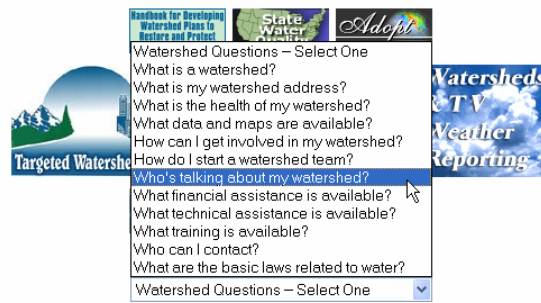 Handbook for Developing
Watershed Plans to
Restore and Protect
State
Water
Quality
Adopt
Watershed Questions – Select One
What is a watershed?
What is my watershed address?
What is the health of my watershed?
What data and maps are available?
How can I get involved in my watershed?
How do I start a watershed team?
Who's talking about my watershed?
What financial assistance is available?
What technical assistance is available?
What training is available?
Who can I contact?
What are the basic laws related to water?
Watershed Questions – Select One
Targeted Watershe
Watersheds
& TV
Weather
Reporting